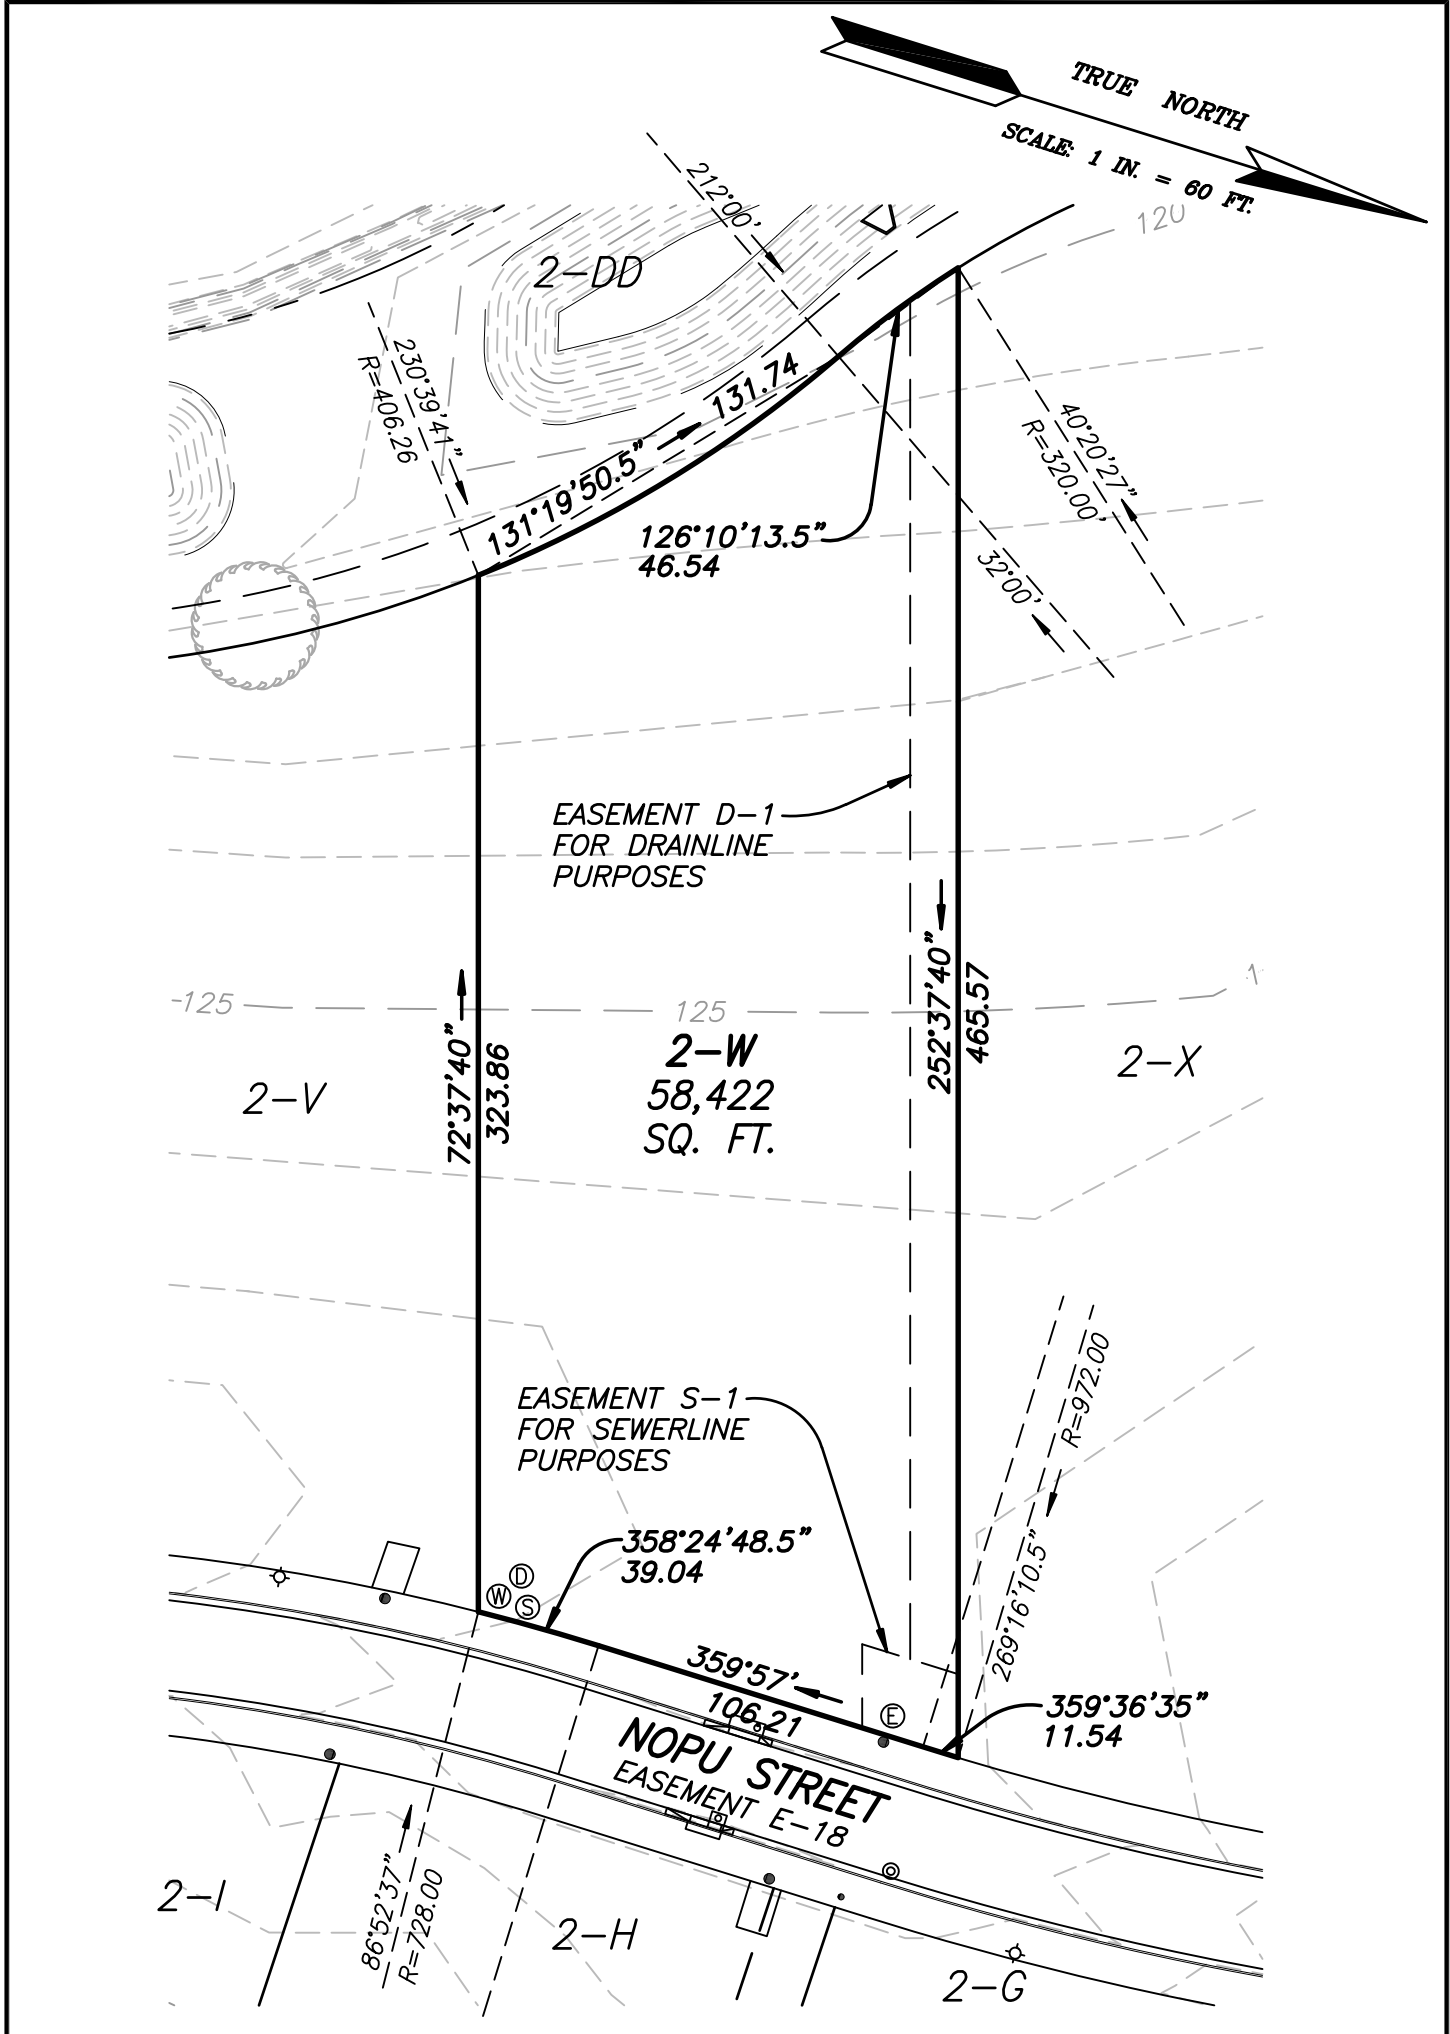 TRUE NORTH
SCALE: 1 IN. = 60 FT.
120
212°00'
2-DD
230°39'41"
R=406.26
131°19'50.5" 131.74
40°20'27"
R=320.00'
126°10'13.5"
46.54
32°00'
EASEMENT D-1
FOR DRAINLINE
PURPOSES
252°37'40"
465.57
125
125
72°37'40"
323.86
2-W
58,422
SQ. FT.
2-V
2-X
EASEMENT S-1
FOR SEWERLINE
PURPOSES
R=972.00
269°16'10.5"
358°24'48.5"
39.04
D
W
S
359°57'
106.21
E
359°36'35"
11.54
NOPU STREET
EASEMENT E-18
86°52'37"
R=728.00
2-I
2-H
2-G